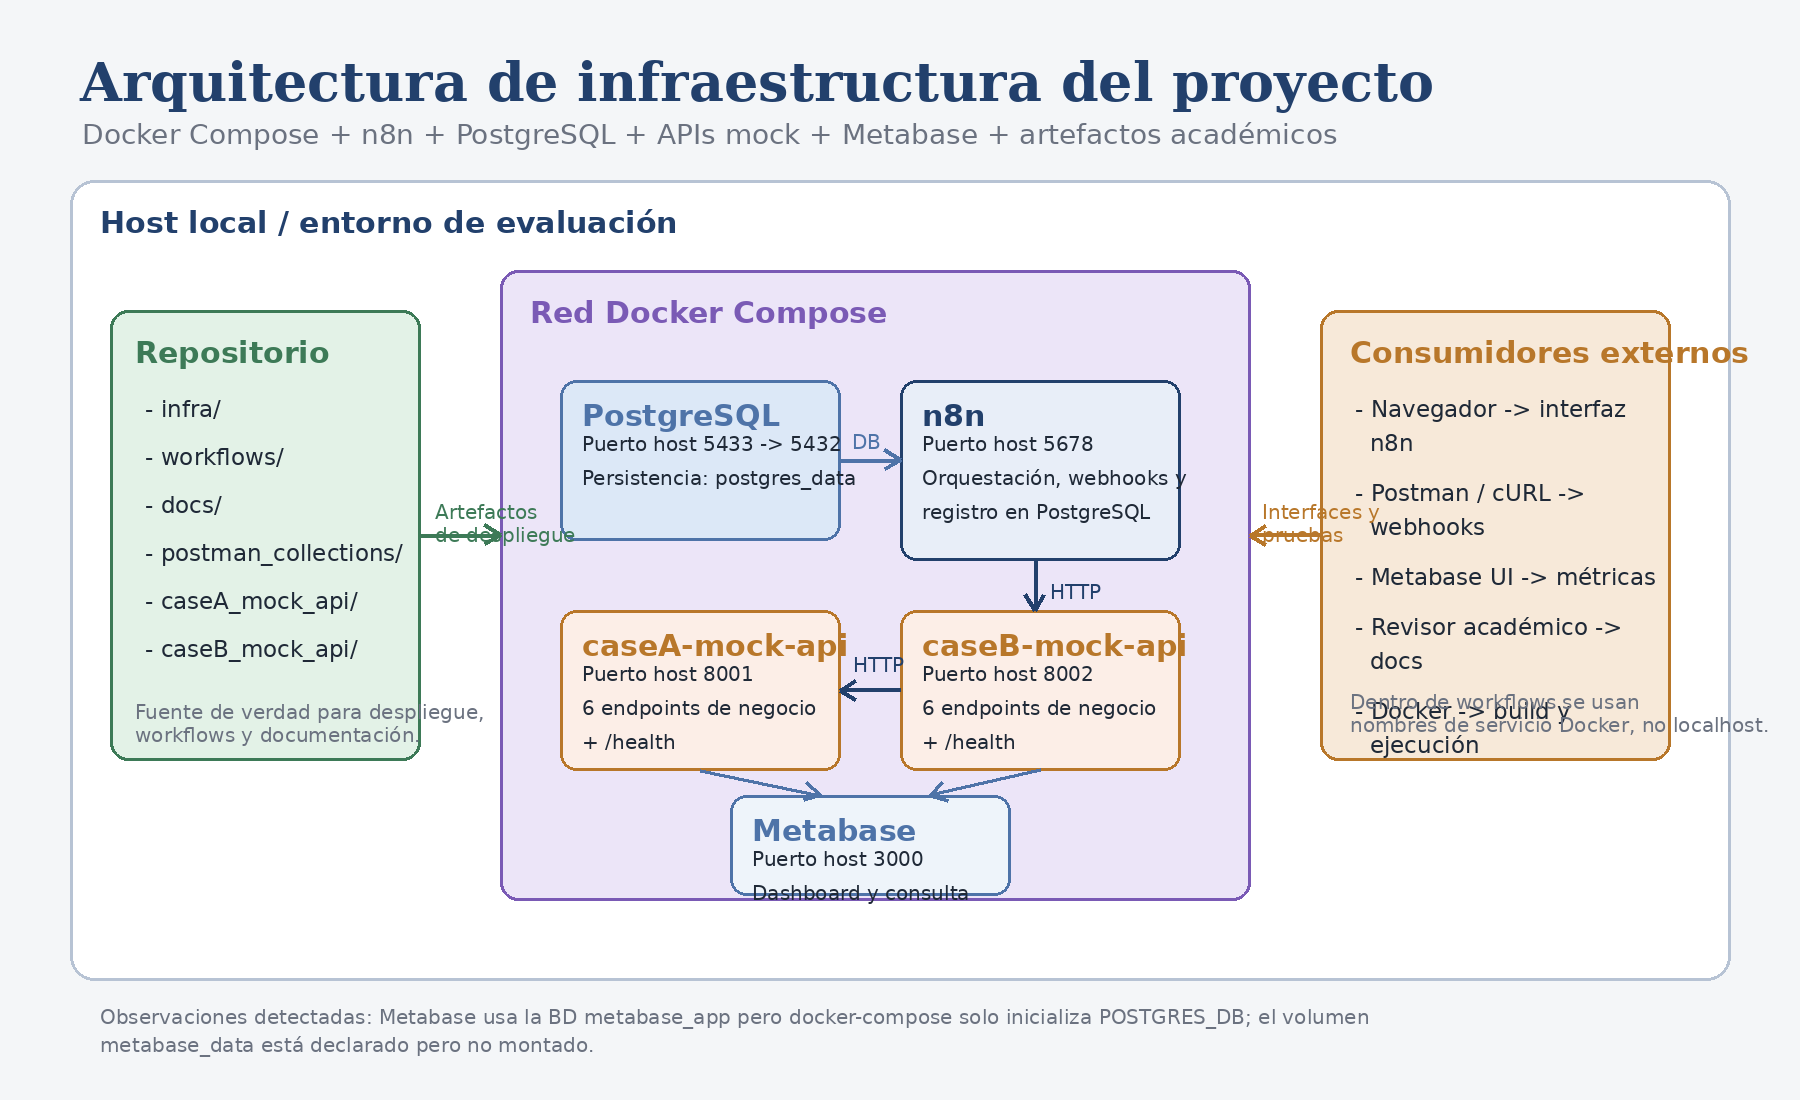 Arquitectura de infraestructura del proyecto
Docker Compose + n8n + PostgreSQL + APIs mock + Metabase + artefactos académicos
Host local / entorno de evaluación
Repositorio
- infra/
- workflows/
- docs/
- postman_collections/
- caseA_mock_api/
- caseB_mock_api/
Fuente de verdad para despliegue,
workflows y documentación.
Artefactos
de despliegue
Red Docker Compose
PostgreSQL
Puerto host 5433 -> 5432
Persistencia: postgres_data
DB
n8n
Puerto host 5678
Orquestación, webhooks y
registro en PostgreSQL
HTTP
caseA-mock-api
Puerto host 8001
6 endpoints de negocio
+ /health
HTTP
caseB-mock-api
Puerto host 8002
6 endpoints de negocio
+ /health
Metabase
Puerto host 3000
Dashboard y consulta
Interfaces y
pruebas
Consumidores externos
- Navegador -> interfaz
n8n
- Postman / cURL ->
webhooks
- Metabase UI -> métricas
- Revisor académico ->
docs
- Docker -> build y
ejecución
Dentro de workflows se usan
nombres de servicio Docker, no localhost.
Observaciones detectadas: Metabase usa la BD metabase_app pero docker-compose solo inicializa POSTGRES_DB; el volumen
metabase_data está declarado pero no montado.